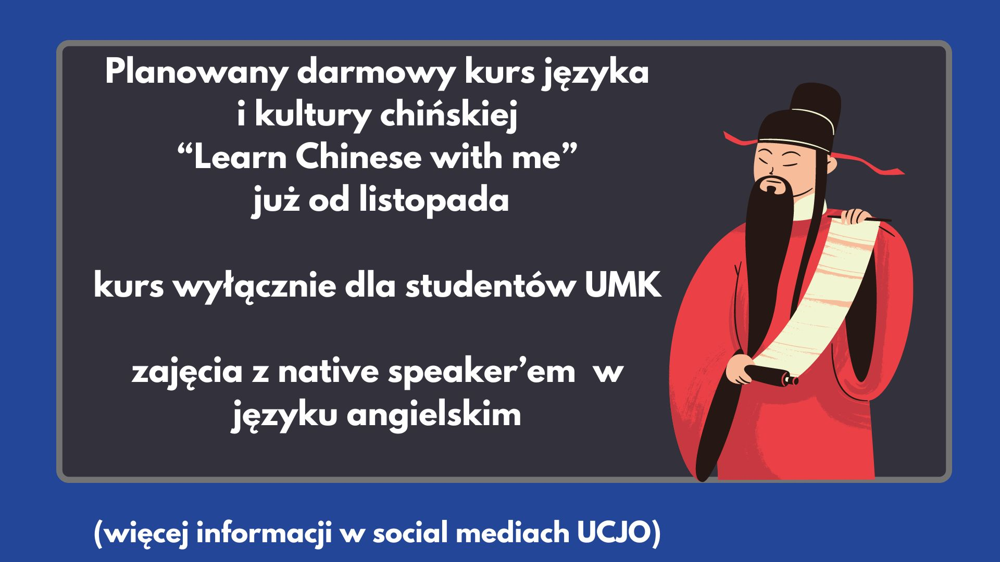 Planowany darmowy kurs języka
i kultury chińskiej
“Learn Chinese with me”
już od listopada
kurs wyłącznie dla studentów UMK
zajęcia z native speaker’em w
języku angielskim
(więcej informacji w social mediach UCJO)